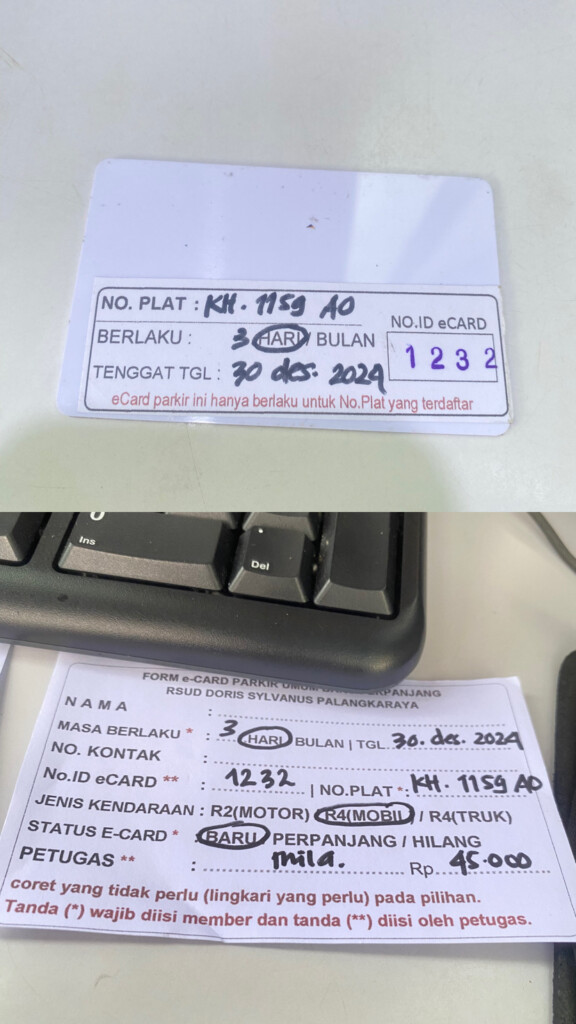 NO. PLAT : KH. 1159 AO
BERLAKU : 3 HARI/ BULAN
NO.ID eCARD
1232
TENGGAT TGL : 30 des. 2024
eCard parkir ini hanya berlaku untuk No.Plat yang terdaftar
Ins
Del
FORM e-CARD PARKIR UMUM
RSUD DORIS SYLVANUS PALANGKARAYA
NAMA :
MASA BERLAKU * : 3 HARI BULAN | TGL. 30. des. 2024
NO. KONTAK :
No.ID eCARD ** : 1232 | NO.PLAT *: KH. 1159 AO
JENIS KENDARAAN : R2(MOTOR) R4(MOBIL) / R4(TRUK)
STATUS E-CARD * : BARU PERPANJANG / HILANG
PETUGAS ** : mila. Rp. 45.000
coret yang tidak perlu (lingkari yang perlu) pada pilihan.
Tanda (*) wajib diisi member dan tanda (**) diisi oleh petugas.